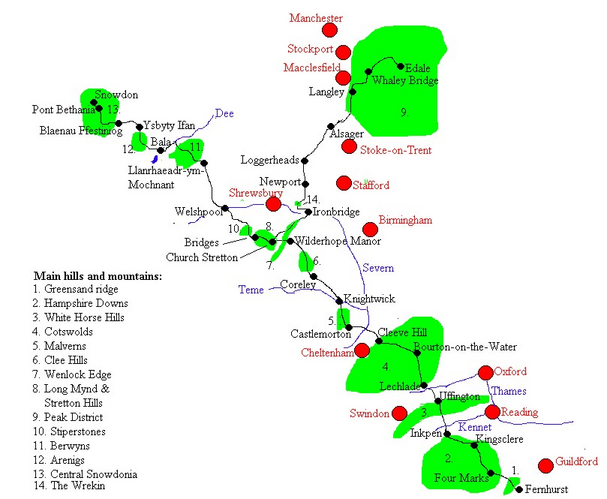 Manchester
Stockport
Macclesfield
Edale
Whaley Bridge
Langley
9.
Snowdon
Pont Bethania
13.
Blaenau Ffestiniog
Ysbyty Ifan
Dee
12.
Bala
11.
Llanrhaeadr-ym-
Mochnant
Alsager
Stoke-on-Trent
Loggerheads
Newport
Stafford
Shrewsbury
14.
Welshpool
Ironbridge
Birmingham
10.
8.
Bridges
Wilderhope Manor
Church Stretton
7.
6.
Severn
Coreley
Teme
Knightwick
5.
Castlemorton
Cleeve Hill
Cheltenham
Bourton-on-the-Water
4.
Lechlade
Oxford
Uffington
Thames
Swindon
3
Reading
Inkpen
Kennet
Kingsclere
2.
Four Marks
1.
Guildford
Fernhurst
Main hills and mountains:
1. Greensand ridge
2. Hampshire Downs
3. White Horse Hills
4. Cotswolds
5. Malverns
6. Clee Hills
7. Wenlock Edge
8. Long Mynd &
Stretton Hills
9. Peak District
10. Stiperstones
11. Berwyns
12. Arenigs
13. Central Snowdonia
14. The Wrekin